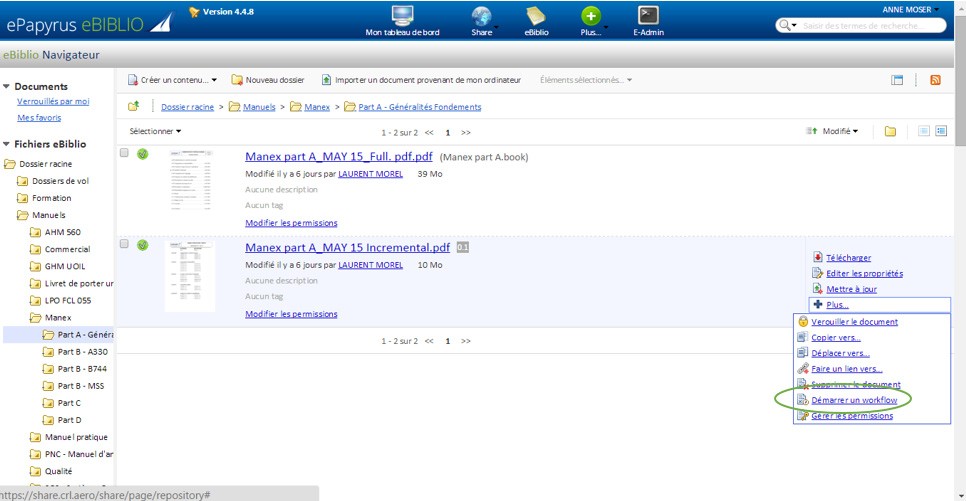 ePapyrus eBIBLIO
Version 4.4.8
Mon tableau de bord
Share
eBiblio
Plus...
E-Admin
ANNE MOSER
Saisir des termes de recherche...
eBiblio Navigateur
Documents
Verrouillés par moi
Mes favoris
Fichiers eBiblio
Dossier racine
Dossiers de vol
Formation
Manuels
AHM 560
Commercial
GHM UOIL
Livret de porter un
LPO FCL 055
Manex
Part A - Généra
Part B - A330
Part B - B744
Part B - MSS
Part C
Part D
Manuel pratique
PNC - Manuel d'an
Qualité
https://share.crl.aero/share/page/repository#
Créer un contenu... Nouveau dossier Importer un document provenant de mon ordinateur Éléments sélectionnés...
Dossier racine > Manuels > Manex > Part A - Généralités Fondements
Sélectionner 1 - 2 sur 2 << 1 >> Modifié
Manex part A_MAY 15_Full. pdf.pdf (Manex part A.book)
Modifié il y a 6 jours par LAURENT MOREL 39 Mo
Aucune description
Aucun tag
Modifier les permissions
Manex part A_MAY 15 Incremental.pdf 0.1
Modifié il y a 6 jours par LAURENT MOREL 10 Mo
Aucune description
Aucun tag
Modifier les permissions
Télécharger
Editer les propriétés
Mettre à jour
Plus...
Verouiller le document
Copier vers...
Déplacer vers...
Faire un lien vers...
Supprimer le document
Démarrer un workflow
Gérer les permissions
1 - 2 sur 2 << 1 >>